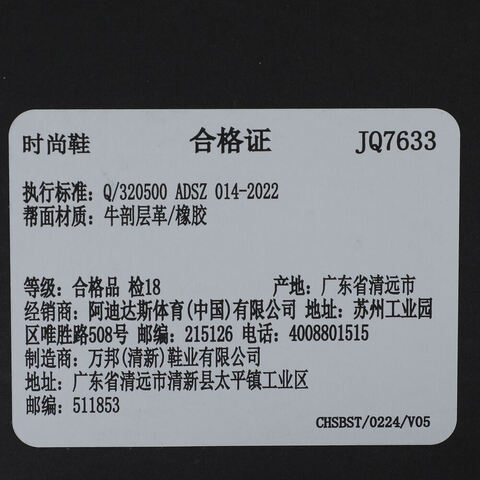 时尚鞋 合格证 JQ7633
执行标准: Q/320500 ADSZ 014-2022
帮面材质: 牛剖层革/橡胶
等级: 合格品 检18 产地: 广东省清远市
经销商: 阿迪达斯体育(中国)有限公司 地址: 苏州工业园
区唯胜路508号 邮编: 215126 电话: 4008801515
制造商: 万邦(清新)鞋业有限公司
地址: 广东省清远市清新县太平镇工业区
邮编: 511853
CHSBST/0224/V05